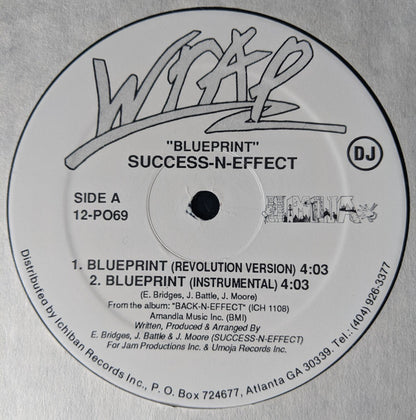 WRAP
"BLUEPRINT"
SUCCESS-N-EFFECT
DJ
SIDE A
12-PO69
1. BLUEPRINT (REVOLUTION VERSION) 4:03
2. BLUEPRINT (INSTRUMENTAL) 4:03
(E. Bridges, J. Battle, J. Moore)
From the album: "BACK-N-EFFECT" (ICH 1108)
Amandla Music Inc. (BMI)
Written, Produced & Arranged By
E. Bridges, J. Battle & J. Moore (SUCCESS-N-EFFECT)
For Jam Productions Inc. & Umoja Records Inc.
Distributed by Ichiban Records Inc., P. O. Box 724677, Atlanta GA 30339. Tel.: (404) 926-3377